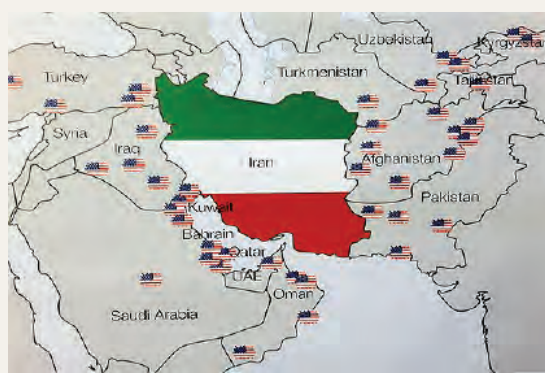 Uzbekistan
Kyrgyzstan
Turkey
Turkmenistan
Tajikistan
Syria
Iraq
Iran
Afghanistan
Kuwait
Pakistan
Bahrain
Qatar
UAE
Oman
Saudi Arabia